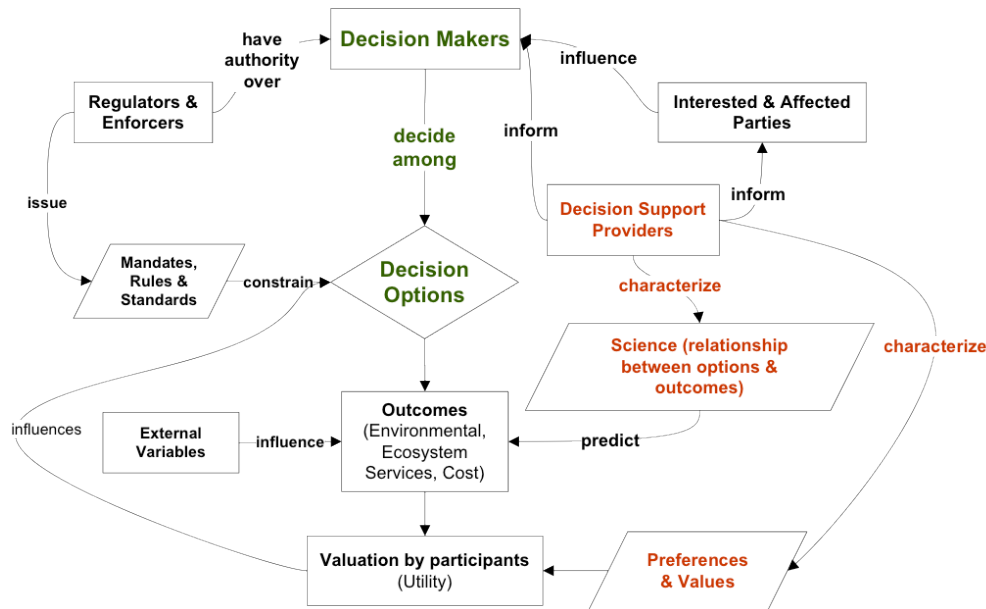 have
authority
over
Decision Makers
influence
Regulators &
Enforcers
Interested & Affected
Parties
decide
among
inform
inform
issue
Decision Support
Providers
Mandates,
Rules &
Standards
constrain
Decision
Options
characterize
Science (relationship
between options &
outcomes)
characterize
influences
External
Variables
influence
Outcomes
(Environmental,
Ecosystem
Services, Cost)
predict
Valuation by participants
(Utility)
Preferences
& Values